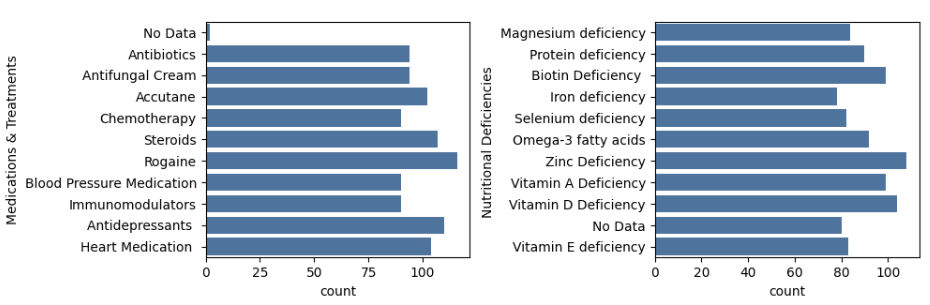 Medications & Treatments
No Data
Antibiotics
Antifungal Cream
Accutane
Chemotherapy
Steroids
Rogaine
Blood Pressure Medication
Immunomodulators
Antidepressants
Heart Medication
0 25 50 75 100
count
Nutritional Deficiencies
Magnesium deficiency
Protein deficiency
Biotin Deficiency
Iron deficiency
Selenium deficiency
Omega-3 fatty acids
Zinc Deficiency
Vitamin A Deficiency
Vitamin D Deficiency
No Data
Vitamin E deficiency
0 20 40 60 80 100
count